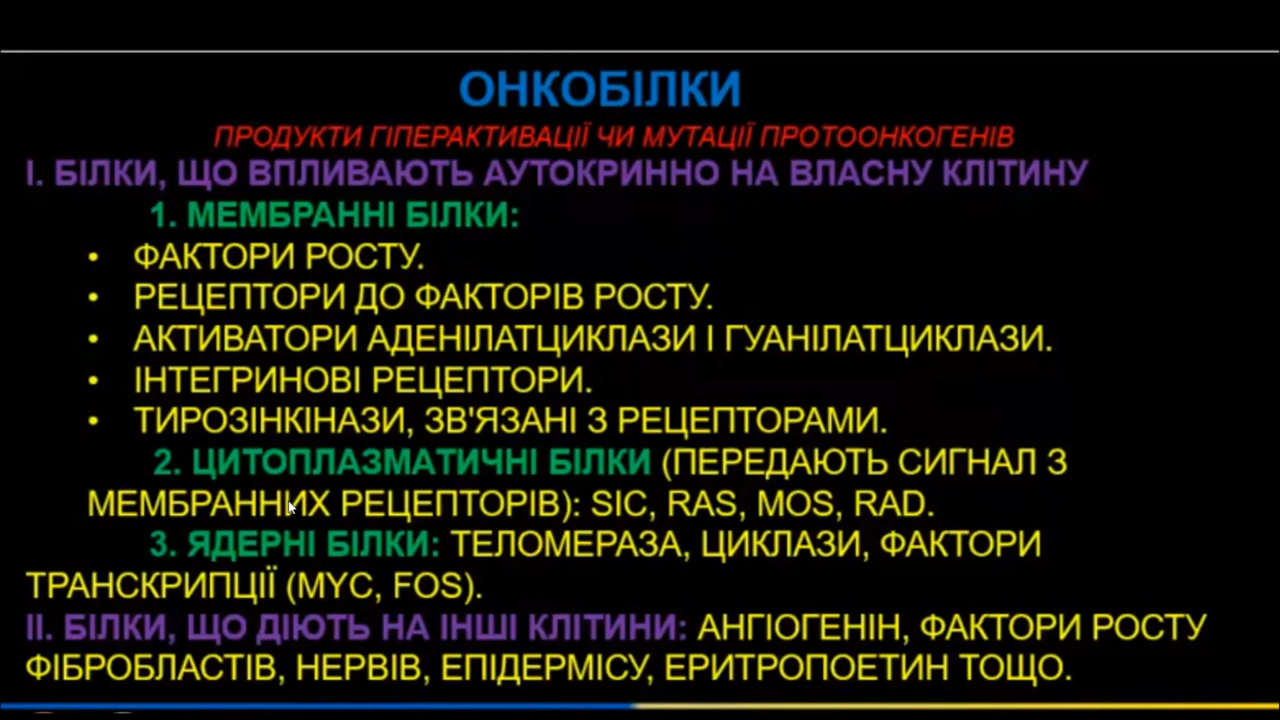 ОНКОБІЛКИ
ПРОДУКТИ ГІПЕРАКТИВАЦІЇ ЧИ МУТАЦІЇ ПРОТООНКОГЕНІВ
І. БІЛКИ, ЩО ВПЛИВАЮТЬ АУТОКРИННО НА ВЛАСНУ КЛІТИНУ
1. МЕМБРАННІ БІЛКИ:
• ФАКТОРИ РОСТУ.
• РЕЦЕПТОРИ ДО ФАКТОРІВ РОСТУ.
• АКТИВАТОРИ АДЕНІЛАТЦИКЛАЗИ І ГУАНІЛАТЦИКЛАЗИ.
• ІНТЕГРИНОВІ РЕЦЕПТОРИ.
• ТИРОЗІНКІНАЗИ, ЗВ'ЯЗАНІ З РЕЦЕПТОРАМИ.
2. ЦИТОПЛАЗМАТИЧНІ БІЛКИ (ПЕРЕДАЮТЬ СИГНАЛ З
МЕМБРАННИХ РЕЦЕПТОРІВ): SIC, RAS, MOS, RAD.
3. ЯДЕРНІ БІЛКИ: ТЕЛОМЕРАЗА, ЦИКЛАЗИ, ФАКТОРИ
ТРАНСКРИПЦІЇ (MYC, FOS).
ІІ. БІЛКИ, ЩО ДІЮТЬ НА ІНШІ КЛІТИНИ: АНГІОГЕНІН, ФАКТОРИ РОСТУ
ФІБРОБЛАСТІВ, НЕРВІВ, ЕПІДЕРМІСУ, ЕРИТРОПОЕТИН ТОЩО.